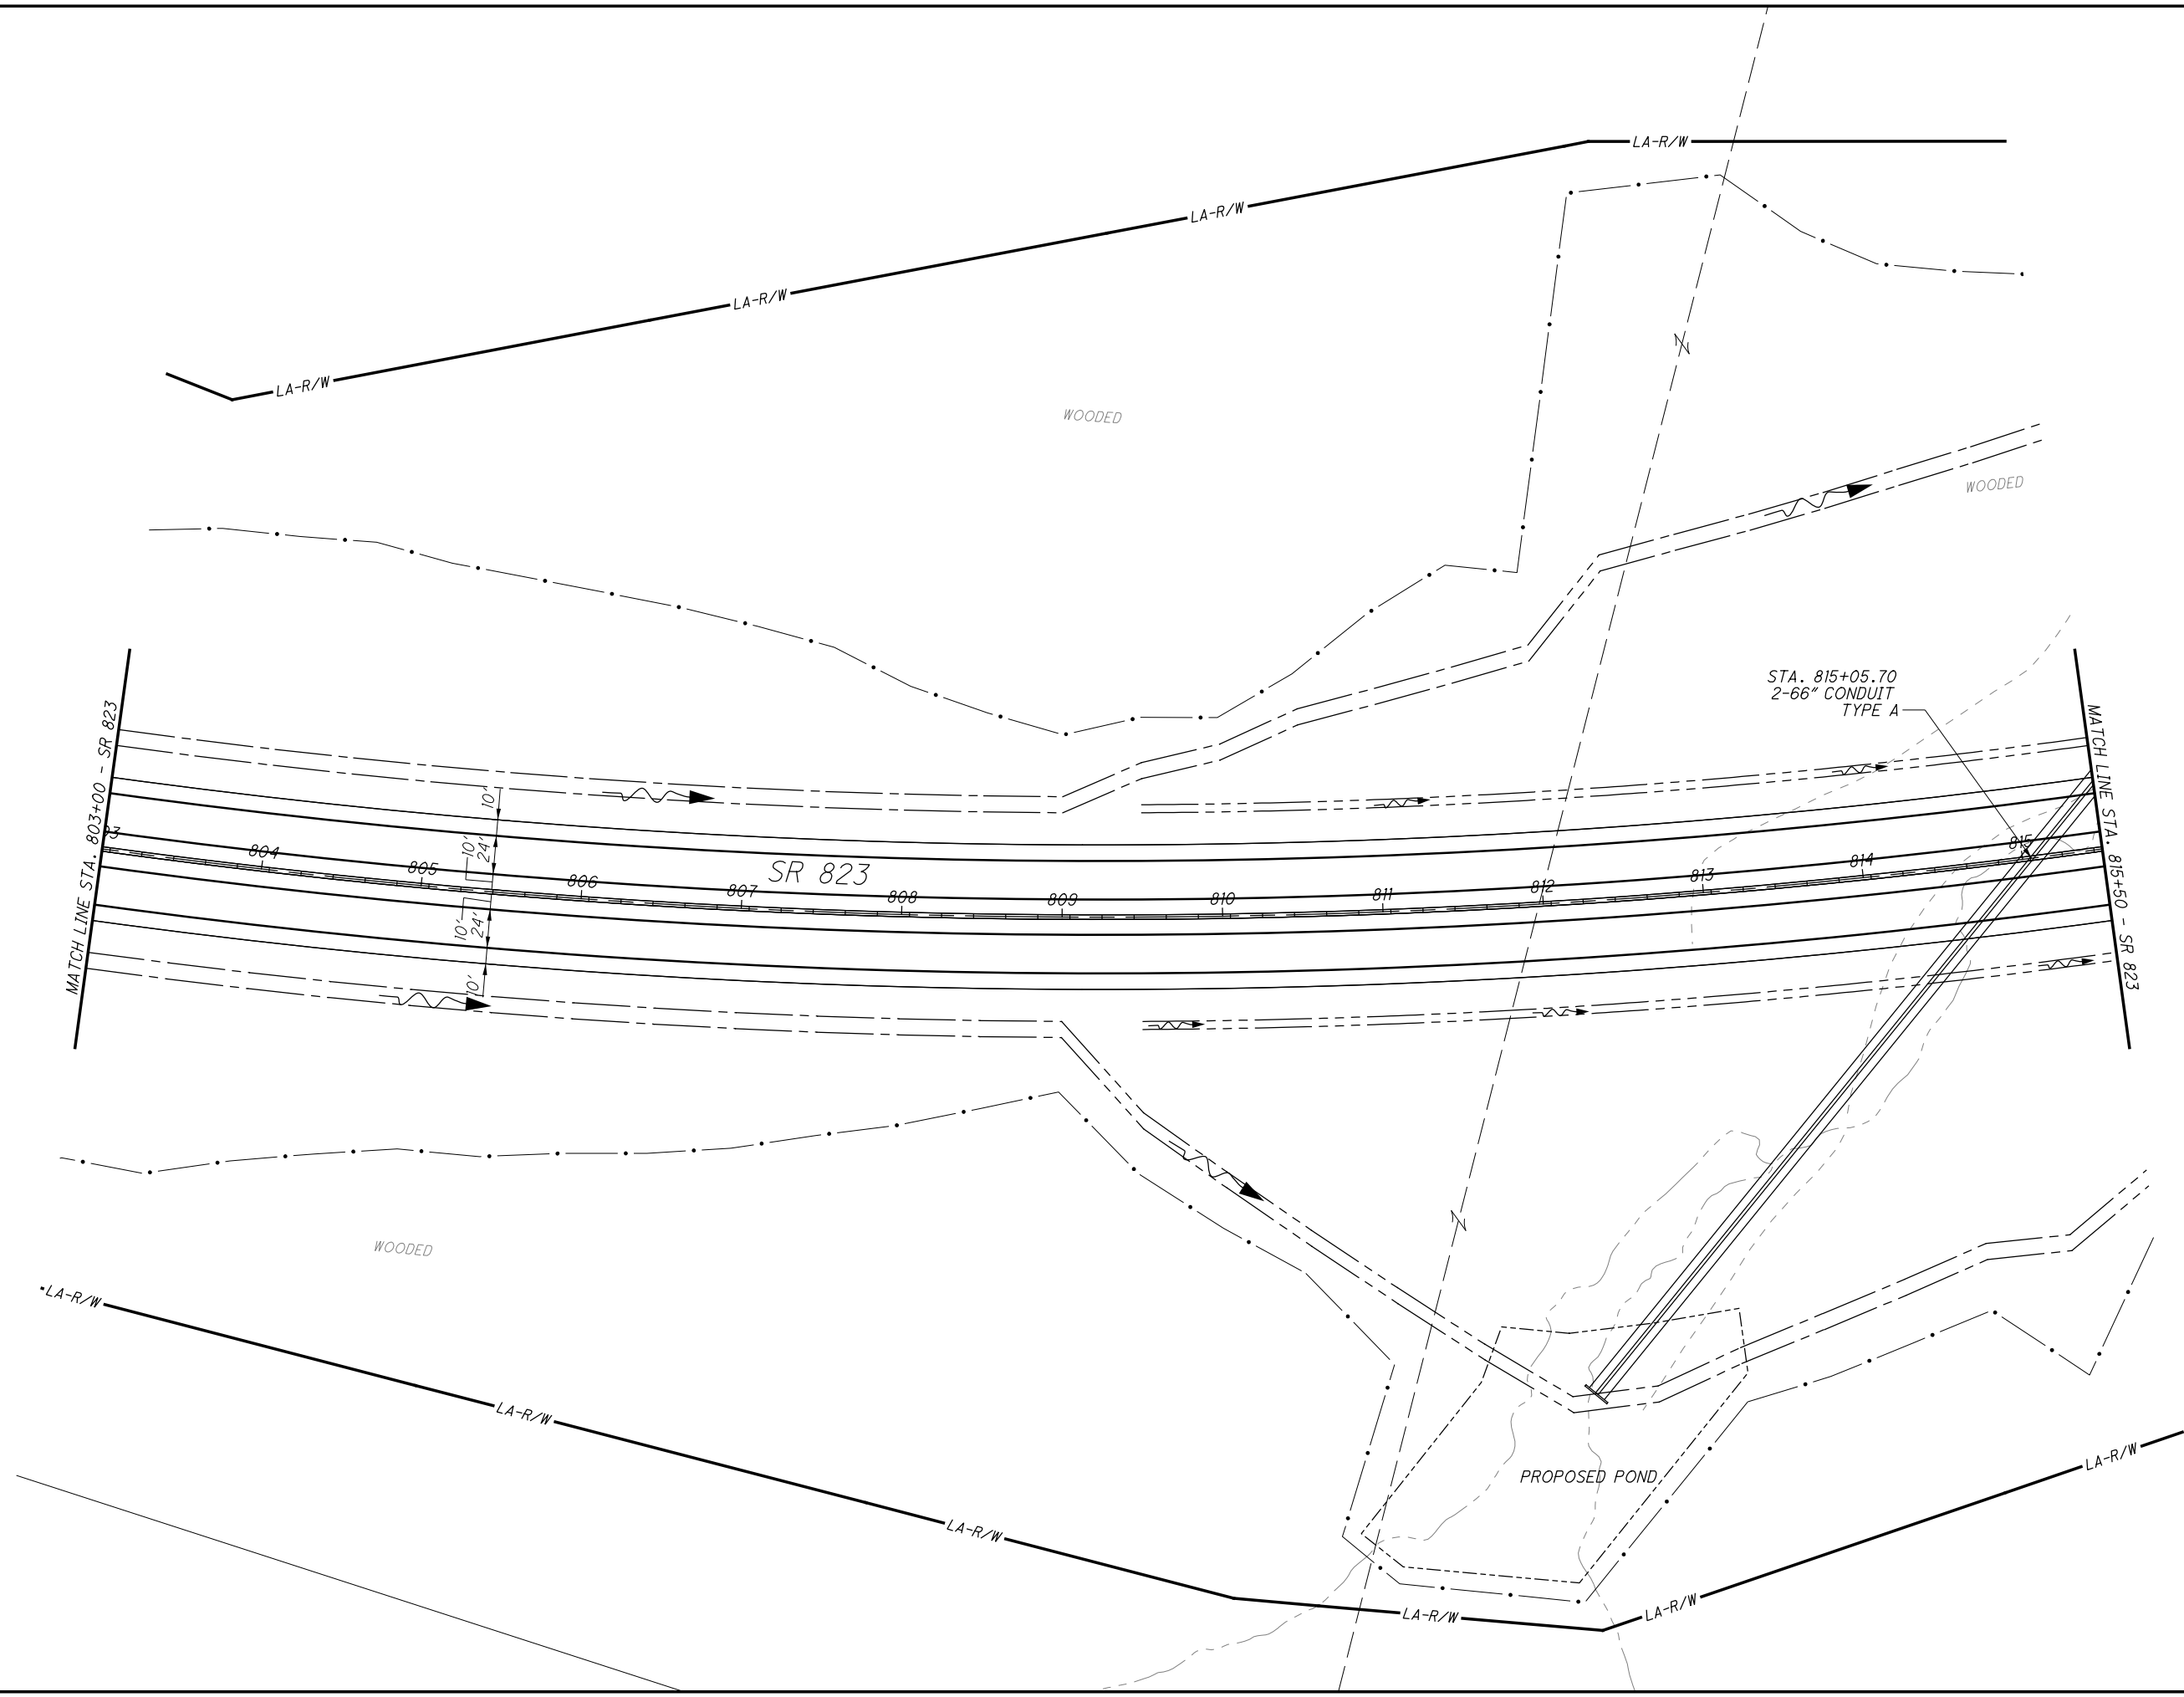 LA-R/W
LA-R/W
LA-R/W
LA-R/W
WOODED
WOODED
STA. 815+05.70
2-66" CONDUIT
TYPE A
MATCH LINE STA. 803+00 - SR 823
MATCH LINE STA. 815+50 - SR 823
10'
10'
24'
10'
24'
10'
SR 823
03
804
805
806
807
808
809
810
811
812
813
814
815
WOODED
LA-R/W
LA-R/W
LA-R/W
LA-R/W
LA-R/W
LA-R/W
PROPOSED POND